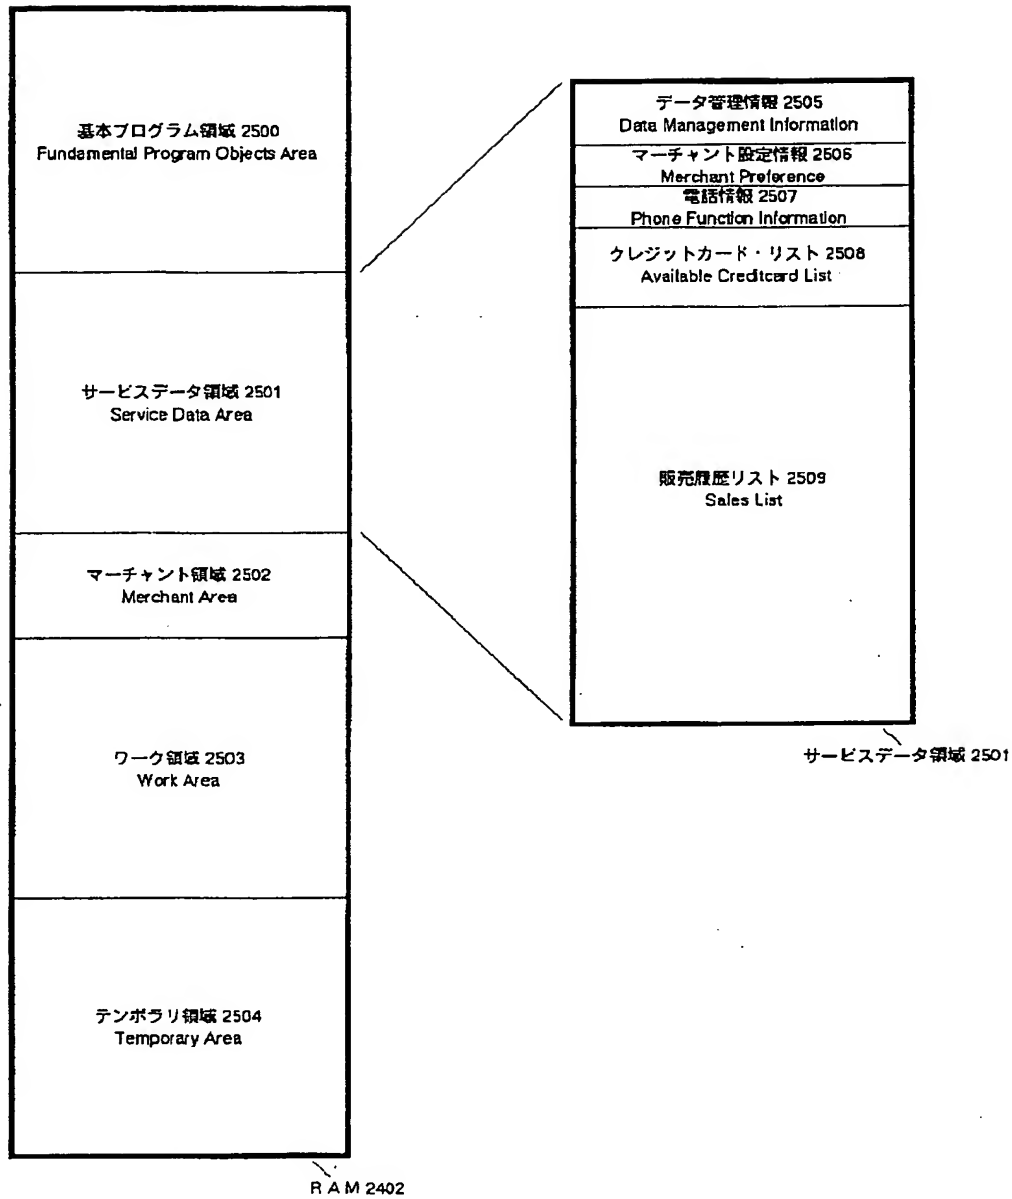 基本プログラム領域 2500
Fundamental Program Objects Area
サービスデータ領域 2501
Service Data Area
マーチャント領域 2502
Merchant Area
ワーク領域 2503
Work Area
テンポラリ領域 2504
Temporary Area
RAM 2402
データ管理情報 2505
Data Management Information
マーチャント設定情報 2506
Merchant Preference
電話情報 2507
Phone Function Information
クレジットカード・リスト 2508
Available Creditcard List
販売履歴リスト 2509
Sales List
サービスデータ領域 2501